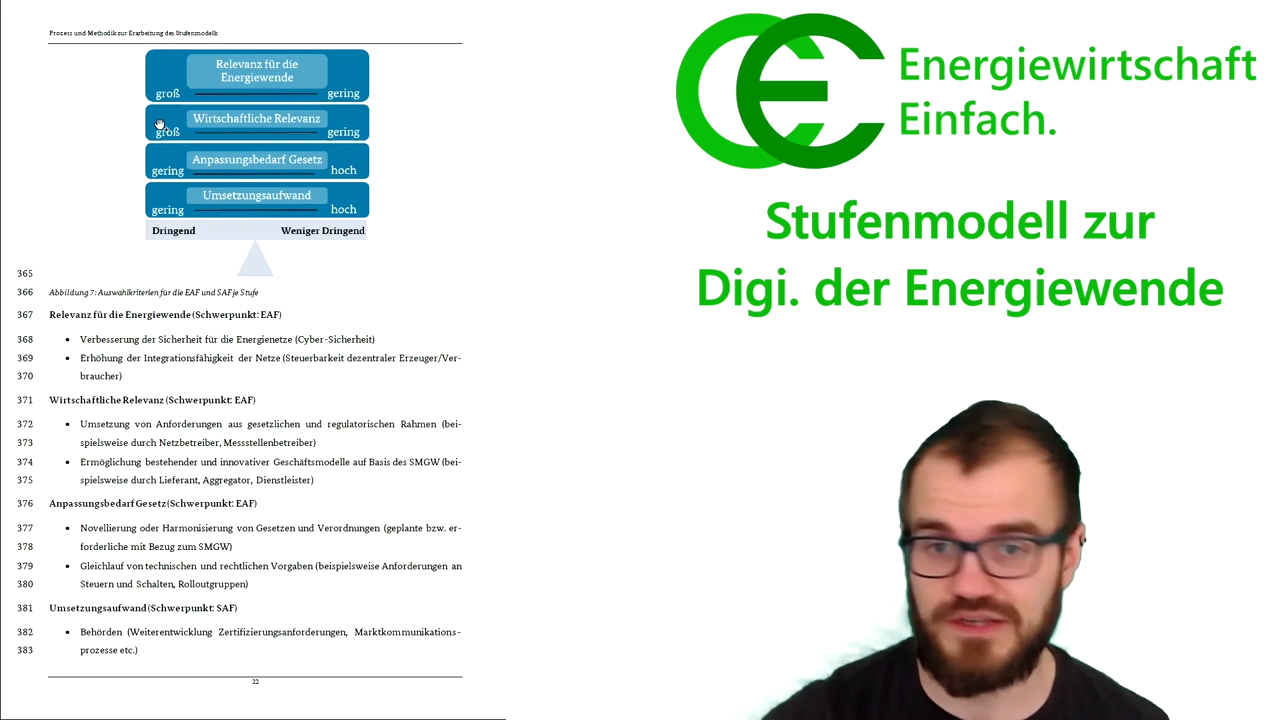 Prozess und Methodik zur Erarbeitung des Stufenmodells
Relevanz für die
Energiewende
groß gering
Wirtschaftliche Relevanz
groß gering
Anpassungsbedarf Gesetz
gering hoch
Umsetzungsaufwand
gering hoch
Dringend Weniger Dringend
365
366 Abbildung 7: Auswahlkriterien für die EAF und SAF je Stufe
367 Relevanz für die Energiewende (Schwerpunkt: EAF)
368 • Verbesserung der Sicherheit für die Energienetze (Cyber-Sicherheit)
369 • Erhöhung der Integrationsfähigkeit der Netze (Steuerbarkeit dezentraler Erzeuger/Ver-
370 braucher)
371 Wirtschaftliche Relevanz (Schwerpunkt: EAF)
372 • Umsetzung von Anforderungen aus gesetzlichen und regulatorischen Rahmen (bei-
373 spielsweise durch Netzbetreiber, Messstellenbetreiber)
374 • Ermöglichung bestehender und innovativer Geschäftsmodelle auf Basis des SMGW (bei-
375 spielsweise durch Lieferant, Aggregator, Dienstleister)
376 Anpassungsbedarf Gesetz (Schwerpunkt: EAF)
377 • Novellierung oder Harmonisierung von Gesetzen und Verordnungen (geplante bzw. er-
378 forderliche mit Bezug zum SMGW)
379 • Gleichlauf von technischen und rechtlichen Vorgaben (beispielsweise Anforderungen an
380 Steuern und Schalten, Rolloutgruppen)
381 Umsetzungsaufwand (Schwerpunkt: SAF)
382 • Behörden (Weiterentwicklung Zertifizierungsanforderungen, Marktkommunikations-
383 prozesse etc.)
22
Energiewirtschaft
Einfach.
Stufenmodell zur
Digi. der Energiewende